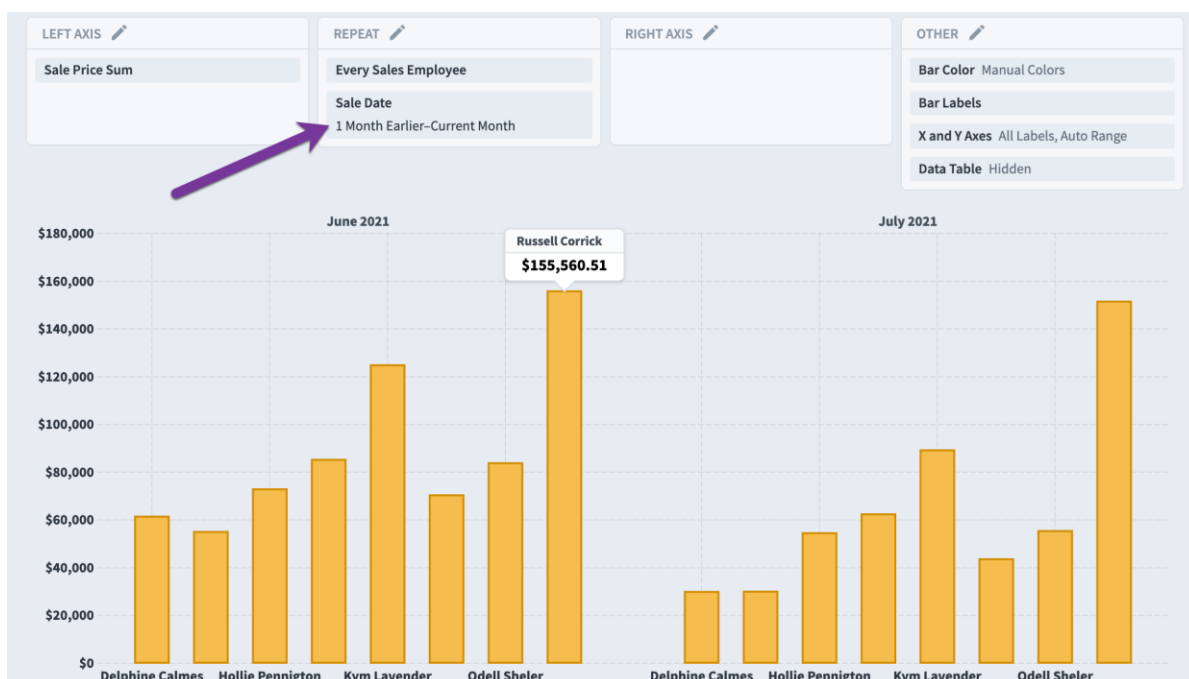 LEFT AXIS
Sale Price Sum
REPEAT
Every Sales Employee
Sale Date
1 Month Earlier–Current Month
RIGHT AXIS
OTHER
Bar Color Manual Colors
Bar Labels
X and Y Axes All Labels, Auto Range
Data Table Hidden
June 2021
July 2021
$180,000
$160,000
$140,000
$120,000
$100,000
$80,000
$60,000
$40,000
$20,000
$0
Russell Corrick
$155,560.51
Delphine Calmes Hollie Pennigton Kym Lavender Odell Sheler
Delphine Calmes Hollie Pennigton Kym Lavender Odell Sheler